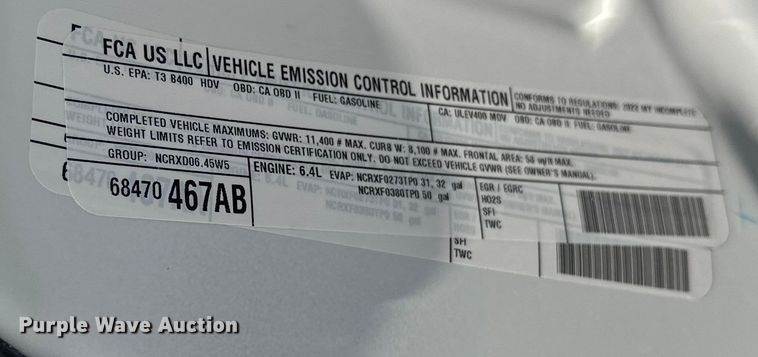 FCA US LLC VEHICLE EMISSION CONTROL INFORMATION CONFORMS TO REGULATIONS: 2022 MY INCOMPLETE
NO ADJUSTMENTS NEEDED
U.S. EPA: T3 B400 HDV OBD: CA OBD II FUEL: GASOLINE CA: ULEV400 MDV OBD: CA OBD II FUEL: GASOLINE
COMPLETED VEHICLE MAXIMUMS: GVWR: 11,400 # MAX. CURB W: 8,100 # MAX. FRONTAL AREA: 58 sq/ft MAX.
WEIGHT LIMITS REFER TO EMISSION CERTIFICATION ONLY. DO NOT EXCEED VEHICLE GVWR (SEE OWNER'S MANUAL).
GROUP: NCRXD06.45W5 ENGINE: 6.4L EVAP: NCRXF0273TP0 31, 32 gal
NCRXF0380TP0 50 gal
EGR / EGRC
HO2S
SFI
TWC
68470 467AB
SFI
TWC
Purple Wave Auction